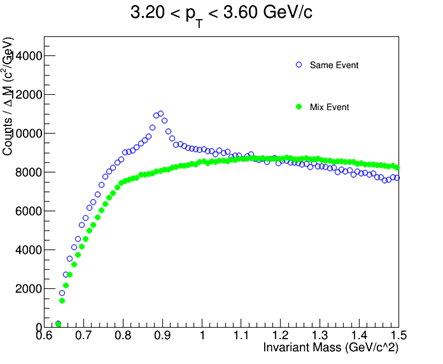 3.20 < p_T < 3.60 GeV/c
Counts / Δ M (c²/GeV)
14000
12000
10000
8000
6000
4000
2000
0
Same Event
Mix Event
0.6 0.7 0.8 0.9 1 1.1 1.2 1.3 1.4 1.5
Invariant Mass (GeV/c^2)